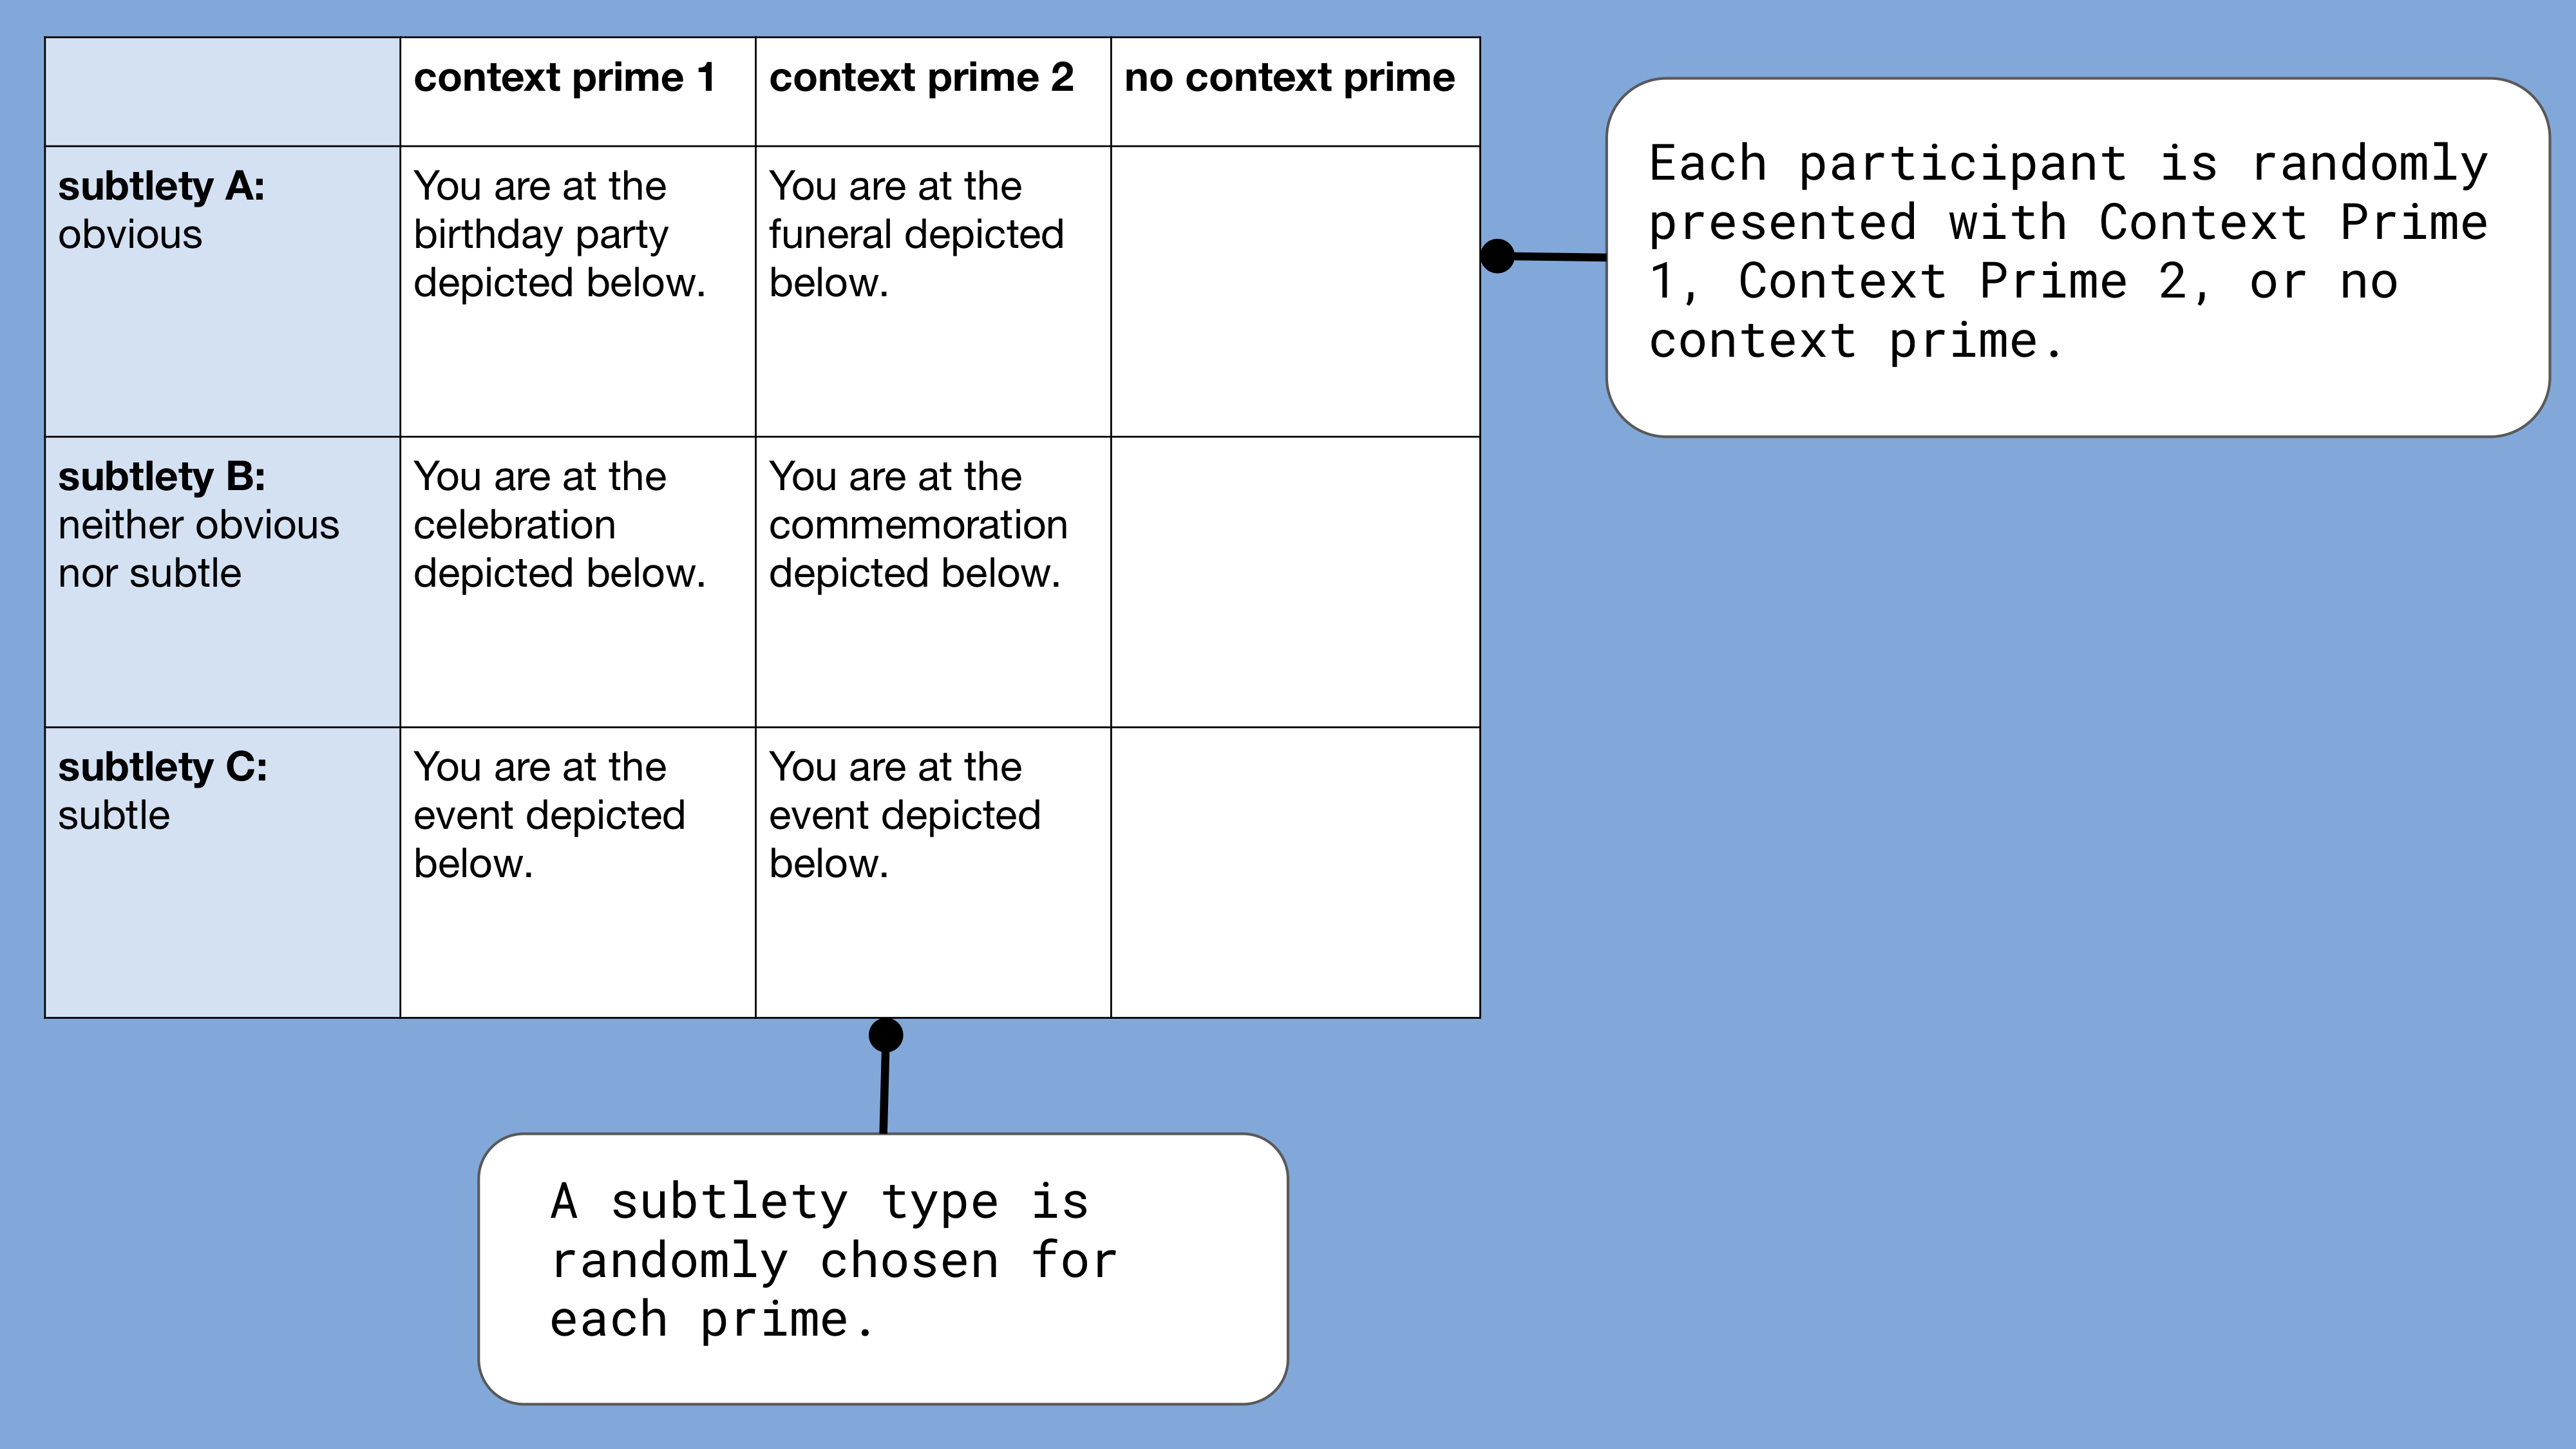 context prime 1
context prime 2
no context prime
subtlety A:
obvious
You are at the
birthday party
depicted below.
You are at the
funeral depicted
below.
subtlety B:
neither obvious
nor subtle
You are at the
celebration
depicted below.
You are at the
commemoration
depicted below.
subtlety C:
subtle
You are at the
event depicted
below.
You are at the
event depicted
below.
Each participant is randomly
presented with Context Prime
1, Context Prime 2, or no
context prime.
A subtlety type is
randomly chosen for
each prime.